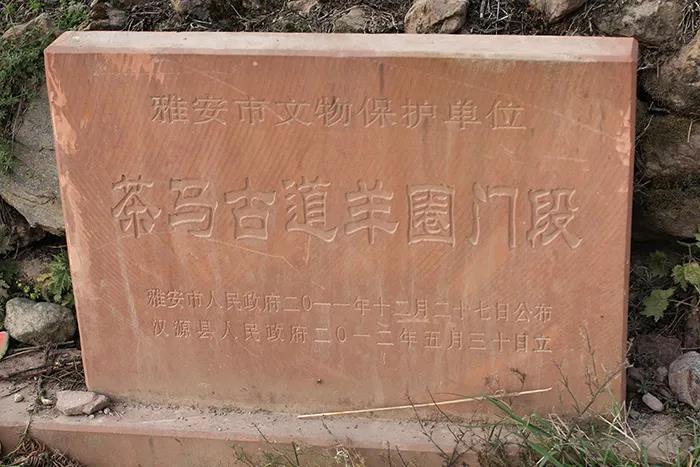 雅安市文物保护单位
茶马古道羊圈门段
雅安市人民政府二〇一一年十二月二十七日公布
汉源县人民政府二〇一二年五月三十日立